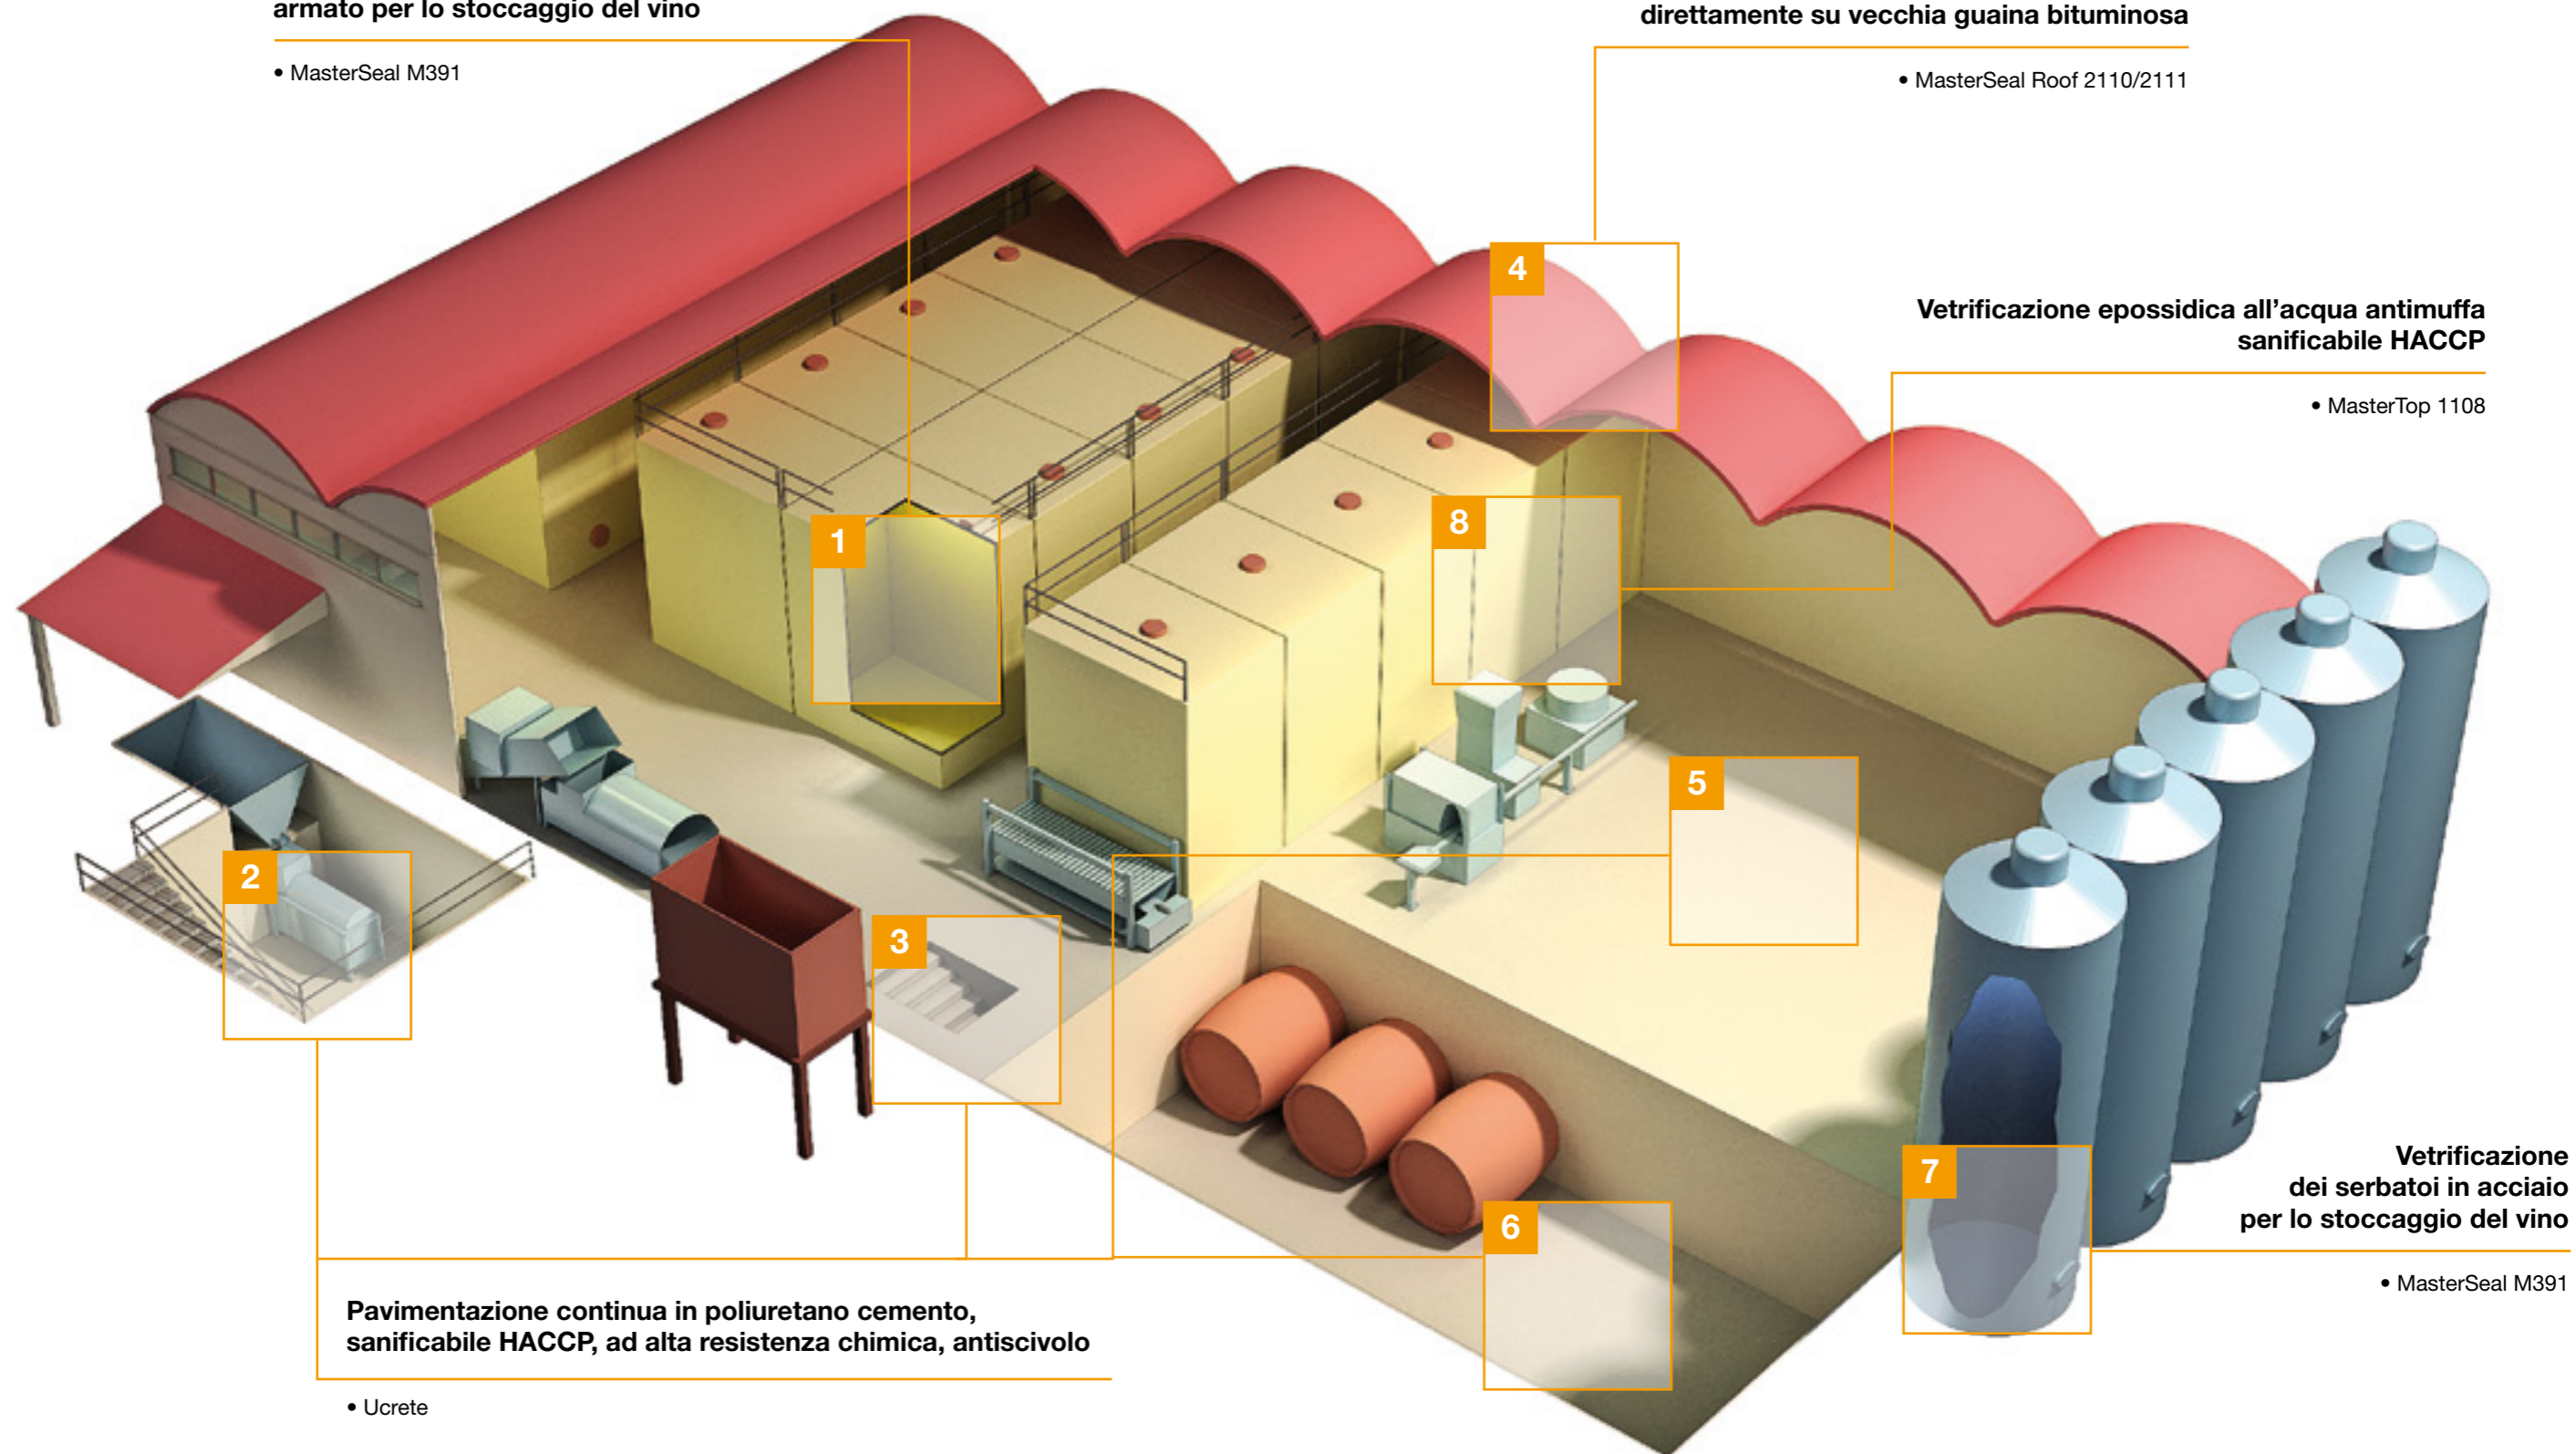 armato per lo stoccaggio del vino
• MasterSeal M391
direttamente su vecchia guaina bituminosa
• MasterSeal Roof 2110/2111
4
Vetrificazione epossidica all’acqua antimuffa
sanificabile HACCP
• MasterTop 1108
8
1
5
2
3
7
Vetrificazione
dei serbatoi in acciaio
per lo stoccaggio del vino
• MasterSeal M391
6
Pavimentazione continua in poliuretano cemento,
sanificabile HACCP, ad alta resistenza chimica, antiscivolo
• Ucrete